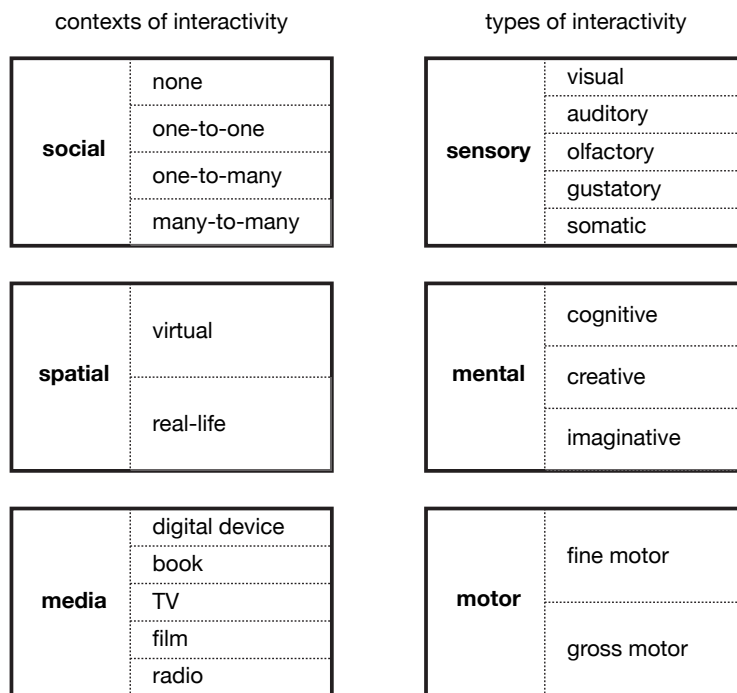 contexts of interactivity
types of interactivity
social
none
one-to-one
one-to-many
many-to-many
sensory
visual
auditory
olfactory
gustatory
somatic
spatial
virtual
real-life
mental
cognitive
creative
imaginative
media
digital device
book
TV
film
radio
motor
fine motor
gross motor